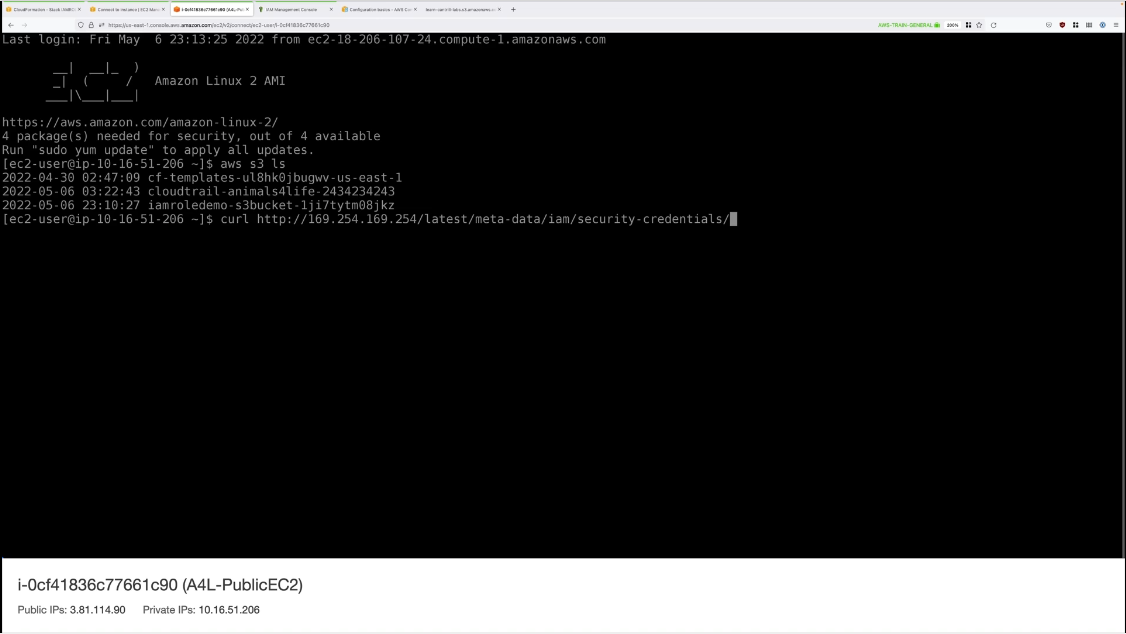 CloudFormation - Stack IAMRO
Connect to instance | EC2 Mana
i-0cf41836c77661c90 (A4L-Pub
IAM Management Console
Configuration basics - AWS Co
https://us-east-1.console.aws.amazon.com/ec2/v2/connect/ec2-user/i-0cf41836c77661c90
AWS-TRAIN-GENERAL
200%
Last login: Fri May  6 23:13:25 2022 from ec2-18-206-107-24.compute-1.amazonaws.com
__|  __|_  )
_|  (     /   Amazon Linux 2 AMI
___|\___|___|
https://aws.amazon.com/amazon-linux-2/
4 package(s) needed for security, out of 4 available
Run "sudo yum update" to apply all updates.
[ec2-user@ip-10-16-51-206 ~]$ aws s3 ls
2022-04-30 02:47:09 cf-templates-ul8hk0jbugwv-us-east-1
2022-05-06 03:22:43 cloudtrail-animals4life-2434234243
2022-05-06 23:10:27 iamroledemo-s3bucket-1ji7tytm08jkz
[ec2-user@ip-10-16-51-206 ~]$ curl http://169.254.169.254/latest/meta-data/iam/security-credentials/
i-0cf41836c77661c90 (A4L-PublicEC2)
Public IPs: 3.81.114.90 Private IPs: 10.16.51.206